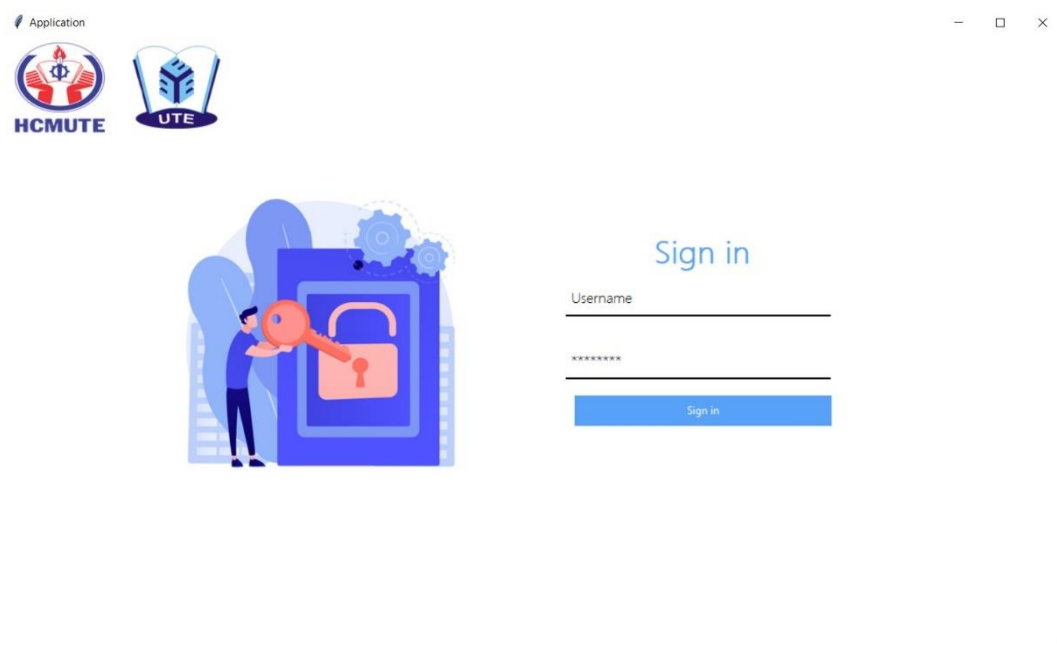 Application
HCMUTE
UTE
Sign in
Username
********
Sign in